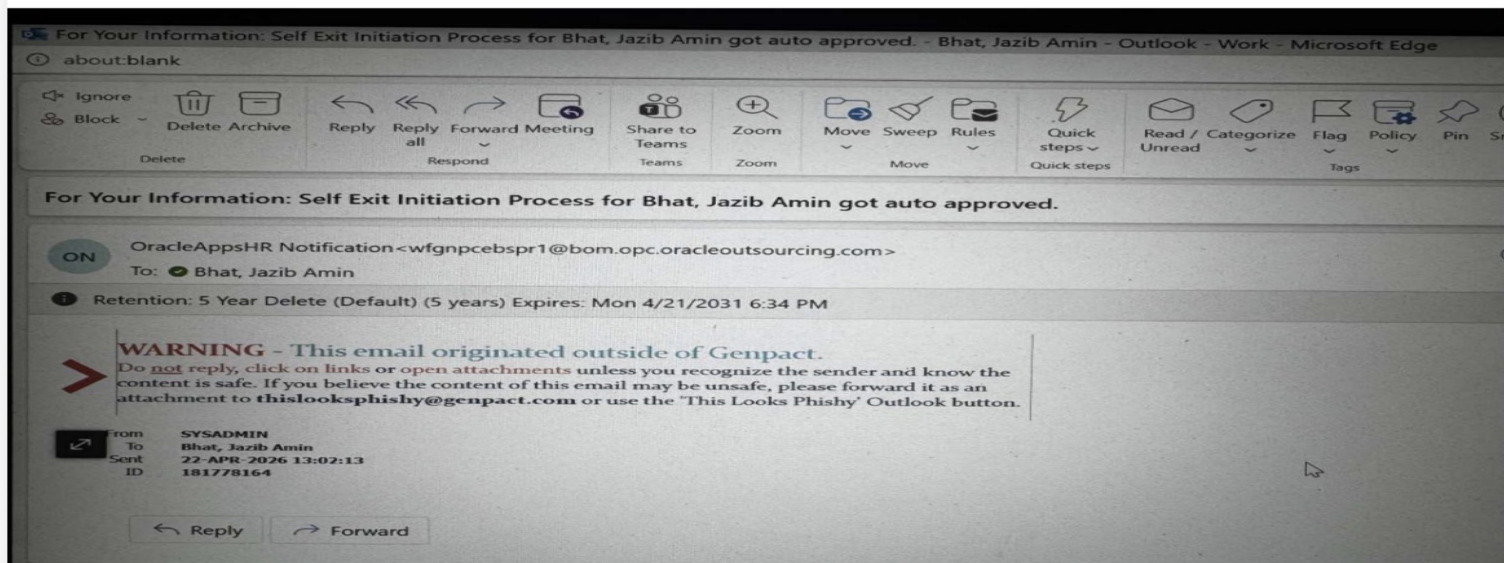 For Your Information: Self Exit Initiation Process for Bhat, Jazib Amin got auto approved. - Bhat, Jazib Amin - Outlook - Work - Microsoft Edge
about:blank
Ignore
Block
Delete Archive
Reply Reply all Forward Meeting
Share to Teams
Zoom
Move Sweep Rules
Quick steps
Read / Unread Categorize Flag Policy Pin
Delete Respond Teams Zoom Move Quick steps Tags
For Your Information: Self Exit Initiation Process for Bhat, Jazib Amin got auto approved.
ON
OracleAppsHR Notification<wfgnpcebspr1@bom.opc.oracleoutsourcing.com>
To: Bhat, Jazib Amin
Retention: 5 Year Delete (Default) (5 years) Expires: Mon 4/21/2031 6:34 PM
WARNING - This email originated outside of Genpact.
Do not reply, click on links or open attachments unless you recognize the sender and know the
content is safe. If you believe the content of this email may be unsafe, please forward it as an
attachment to thislooksphishy@genpact.com or use the 'This Looks Phishy' Outlook button.
From SYSADMIN
To Bhat, Jazib Amin
Sent 22-APR-2026 13:02:13
ID 181778164
Reply Forward